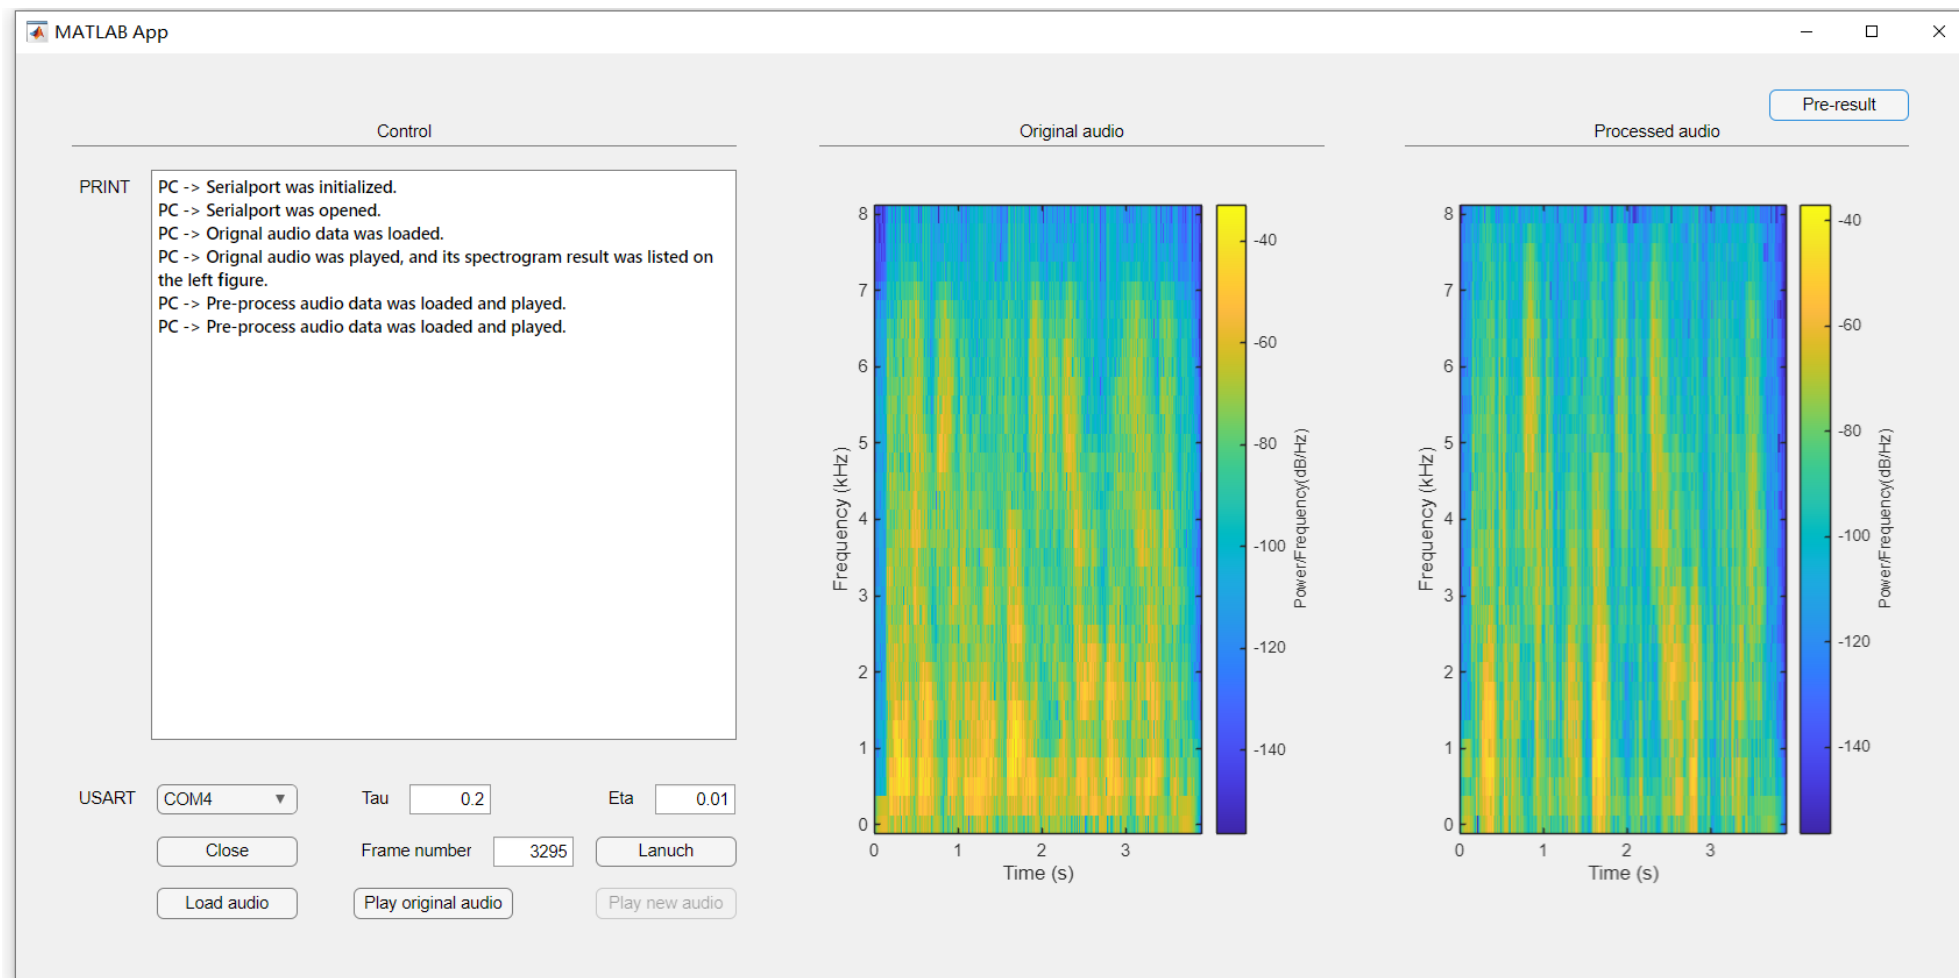 MATLAB App
Pre-result
Control
Original audio
Processed audio
PRINT
PC -> Serialport was initialized.
PC -> Serialport was opened.
PC -> Orignal audio data was loaded.
PC -> Orignal audio was played, and its spectrogram result was listed on
the left figure.
PC -> Pre-process audio data was loaded and played.
PC -> Pre-process audio data was loaded and played.
USART
COM4
Tau
0.2
Eta
0.01
Close
Frame number
3295
Lanuch
Load audio
Play original audio
Play new audio
8
7
6
5
4
3
2
1
0
Frequency (kHz)
0 1 2 3
Time (s)
-40
-60
-80
-100
-120
-140
Power/Frequency(dB/Hz)
8
7
6
5
4
3
2
1
0
Frequency (kHz)
0 1 2 3
Time (s)
-40
-60
-80
-100
-120
-140
Power/Frequency(dB/Hz)